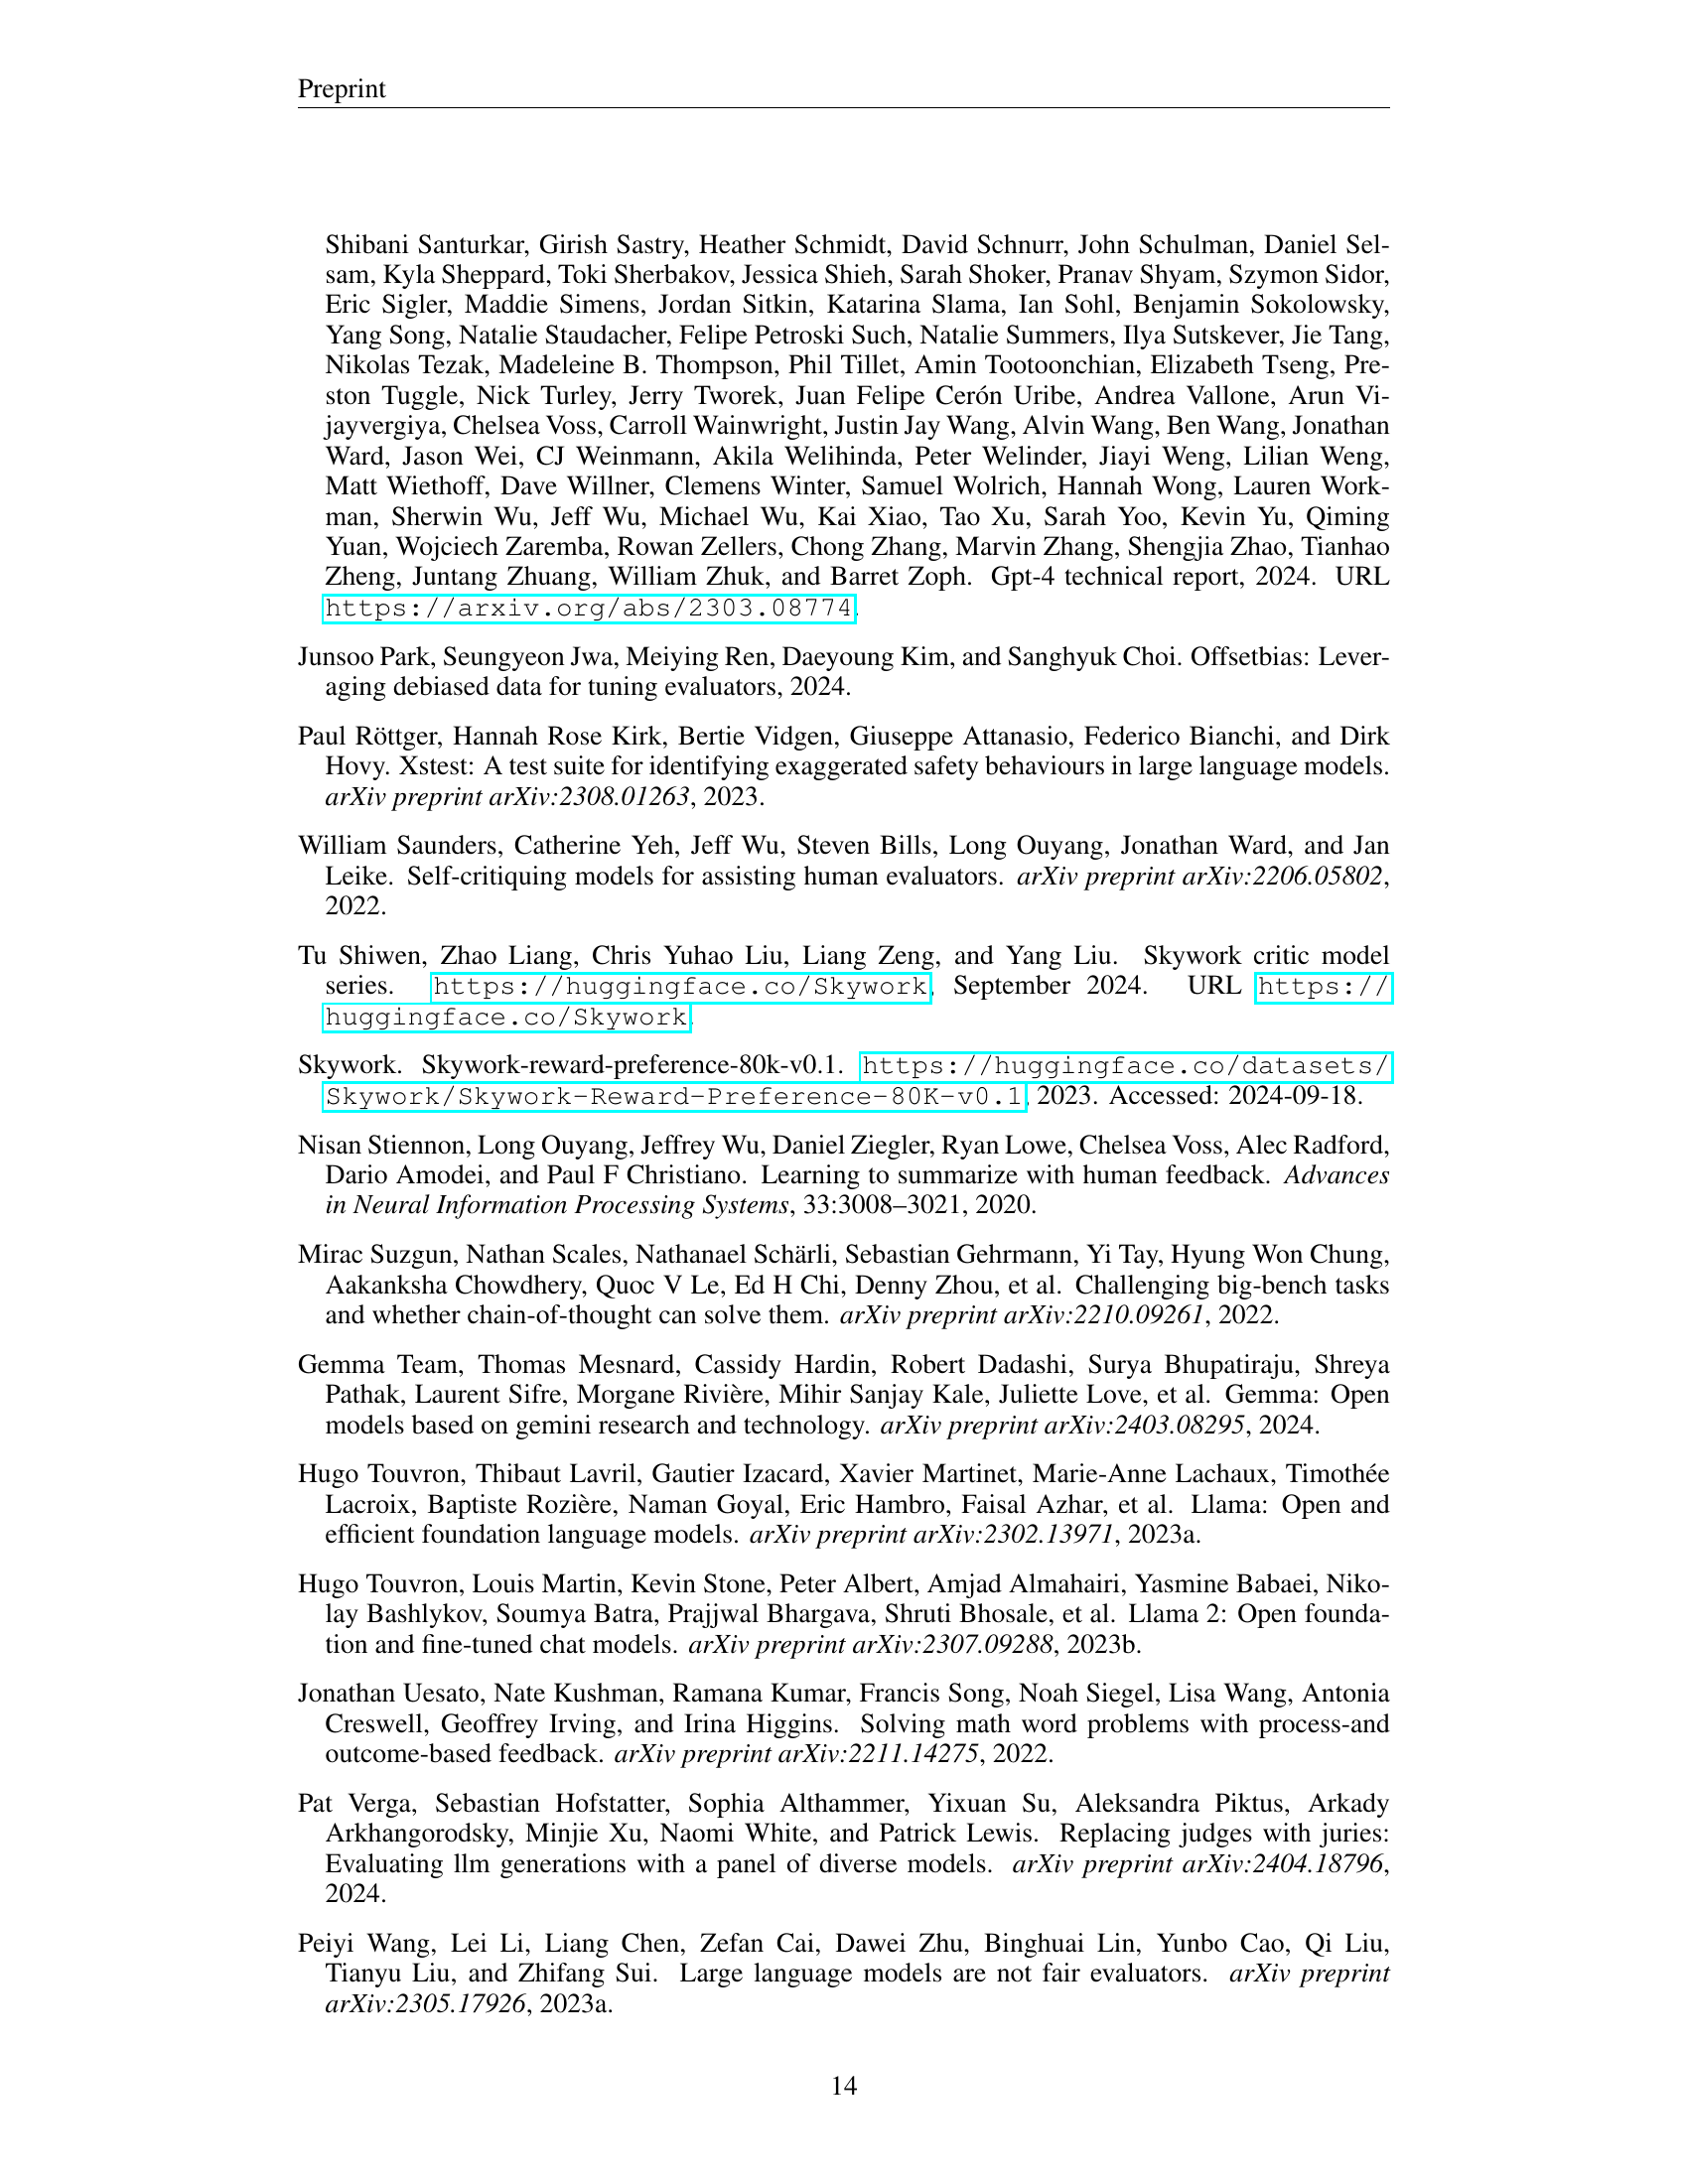 Preprint
Shibani Santurkar, Girish Sastry, Heather Schmidt, David Schnurr, John Schulman, Daniel Sel-
sam, Kyla Sheppard, Toki Sherbakov, Jessica Shieh, Sarah Shoker, Pranav Shyam, Szymon Sidor,
Eric Sigler, Maddie Simens, Jordan Sitkin, Katarina Slama, Ian Sohl, Benjamin Sokolowsky,
Yang Song, Natalie Staudacher, Felipe Petroski Such, Natalie Summers, Ilya Sutskever, Jie Tang,
Nikolas Tezak, Madeleine B. Thompson, Phil Tillet, Amin Tootoonchian, Elizabeth Tseng, Pre-
ston Tuggle, Nick Turley, Jerry Tworek, Juan Felipe Cerón Uribe, Andrea Vallone, Arun Vi-
jayvergiya, Chelsea Voss, Carroll Wainwright, Justin Jay Wang, Alvin Wang, Ben Wang, Jonathan
Ward, Jason Wei, CJ Weinmann, Akila Welihinda, Peter Welinder, Jiayi Weng, Lilian Weng,
Matt Wiethoff, Dave Willner, Clemens Winter, Samuel Wolrich, Hannah Wong, Lauren Work-
man, Sherwin Wu, Jeff Wu, Michael Wu, Kai Xiao, Tao Xu, Sarah Yoo, Kevin Yu, Qiming
Yuan, Wojciech Zaremba, Rowan Zellers, Chong Zhang, Marvin Zhang, Shengjia Zhao, Tianhao
Zheng, Juntang Zhuang, William Zhuk, and Barret Zoph. Gpt-4 technical report, 2024. URL
https://arxiv.org/abs/2303.08774.
Junsoo Park, Seungyeon Jwa, Meiying Ren, Daeyoung Kim, and Sanghyuk Choi. Offsetbias: Lever-
aging debiased data for tuning evaluators, 2024.
Paul Röttger, Hannah Rose Kirk, Bertie Vidgen, Giuseppe Attanasio, Federico Bianchi, and Dirk
Hovy. Xstest: A test suite for identifying exaggerated safety behaviours in large language models.
arXiv preprint arXiv:2308.01263, 2023.
William Saunders, Catherine Yeh, Jeff Wu, Steven Bills, Long Ouyang, Jonathan Ward, and Jan
Leike. Self-critiquing models for assisting human evaluators. arXiv preprint arXiv:2206.05802,
2022.
Tu Shiwen, Zhao Liang, Chris Yuhao Liu, Liang Zeng, and Yang Liu. Skywork critic model
series. https://huggingface.co/Skywork, September 2024. URL https://
huggingface.co/Skywork.
Skywork. Skywork-reward-preference-80k-v0.1. https://huggingface.co/datasets/
Skywork/Skywork-Reward-Preference-80K-v0.1, 2023. Accessed: 2024-09-18.
Nisan Stiennon, Long Ouyang, Jeffrey Wu, Daniel Ziegler, Ryan Lowe, Chelsea Voss, Alec Radford,
Dario Amodei, and Paul F Christiano. Learning to summarize with human feedback. Advances
in Neural Information Processing Systems, 33:3008–3021, 2020.
Mirac Suzgun, Nathan Scales, Nathanael Schärli, Sebastian Gehrmann, Yi Tay, Hyung Won Chung,
Aakanksha Chowdhery, Quoc V Le, Ed H Chi, Denny Zhou, et al. Challenging big-bench tasks
and whether chain-of-thought can solve them. arXiv preprint arXiv:2210.09261, 2022.
Gemma Team, Thomas Mesnard, Cassidy Hardin, Robert Dadashi, Surya Bhupatiraju, Shreya
Pathak, Laurent Sifre, Morgane Rivière, Mihir Sanjay Kale, Juliette Love, et al. Gemma: Open
models based on gemini research and technology. arXiv preprint arXiv:2403.08295, 2024.
Hugo Touvron, Thibaut Lavril, Gautier Izacard, Xavier Martinet, Marie-Anne Lachaux, Timothée
Lacroix, Baptiste Rozière, Naman Goyal, Eric Hambro, Faisal Azhar, et al. Llama: Open and
efficient foundation language models. arXiv preprint arXiv:2302.13971, 2023a.
Hugo Touvron, Louis Martin, Kevin Stone, Peter Albert, Amjad Almahairi, Yasmine Babaei, Niko-
lay Bashlykov, Soumya Batra, Prajjwal Bhargava, Shruti Bhosale, et al. Llama 2: Open founda-
tion and fine-tuned chat models. arXiv preprint arXiv:2307.09288, 2023b.
Jonathan Uesato, Nate Kushman, Ramana Kumar, Francis Song, Noah Siegel, Lisa Wang, Antonia
Creswell, Geoffrey Irving, and Irina Higgins. Solving math word problems with process-and
outcome-based feedback. arXiv preprint arXiv:2211.14275, 2022.
Pat Verga, Sebastian Hofstatter, Sophia Althammer, Yixuan Su, Aleksandra Piktus, Arkady
Arkhangorodsky, Minjie Xu, Naomi White, and Patrick Lewis. Replacing judges with juries:
Evaluating llm generations with a panel of diverse models. arXiv preprint arXiv:2404.18796,
2024.
Peiyi Wang, Lei Li, Liang Chen, Zefan Cai, Dawei Zhu, Binghuai Lin, Yunbo Cao, Qi Liu,
Tianyu Liu, and Zhifang Sui. Large language models are not fair evaluators. arXiv preprint
arXiv:2305.17926, 2023a.
14